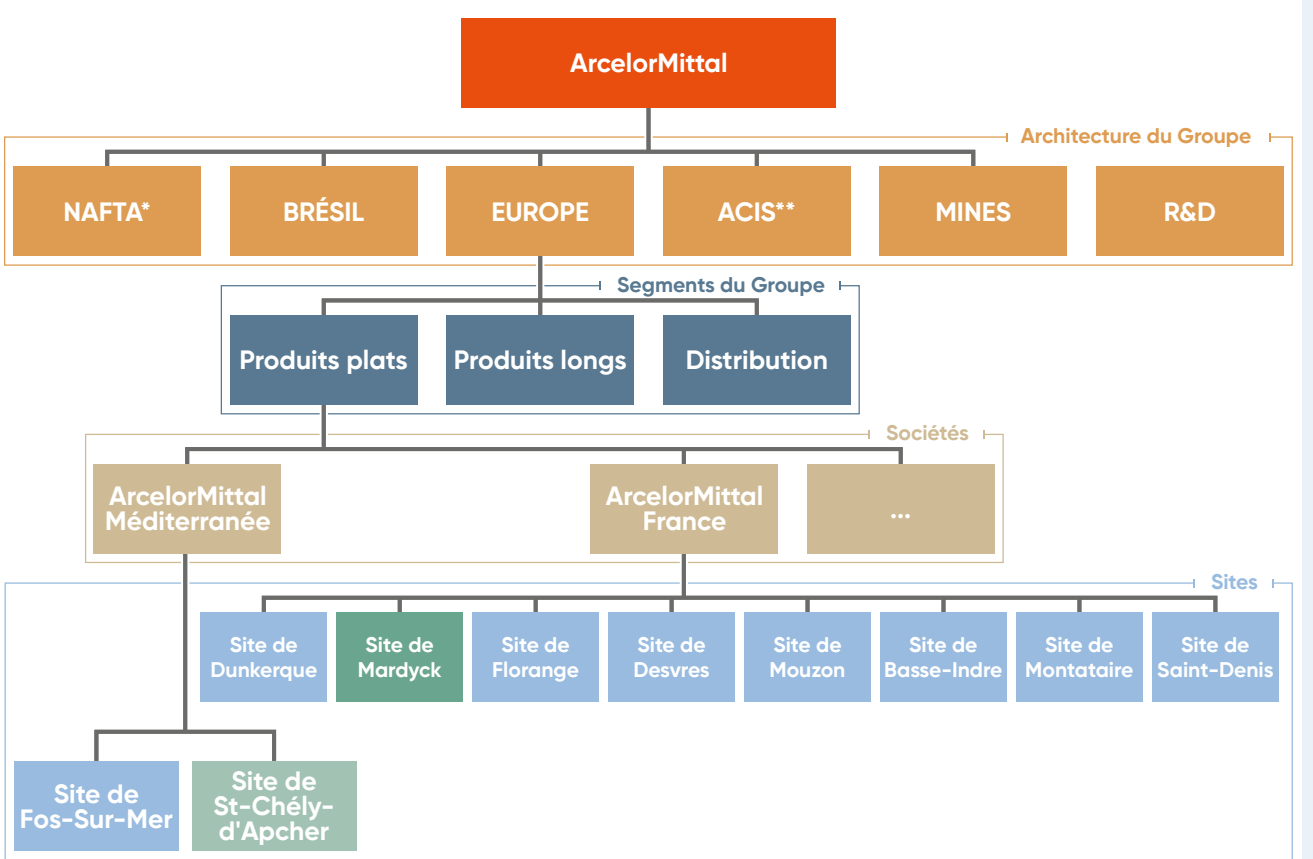 ArcelorMittal
Architecture du Groupe
NAFTA*
BRÉSIL
EUROPE
ACIS**
MINES
R&D
Segments du Groupe
Produits plats
Produits longs
Distribution
Sociétés
ArcelorMittal
Méditerranée
ArcelorMittal
France
...
Sites
Site de
Dunkerque
Site de
Mardyck
Site de
Florange
Site de
Desvres
Site de
Mouzon
Site de
Basse-Indre
Site de
Montataire
Site de
Saint-Denis
Site de
Fos-Sur-Mer
Site de
St-Chély-
d'Apcher